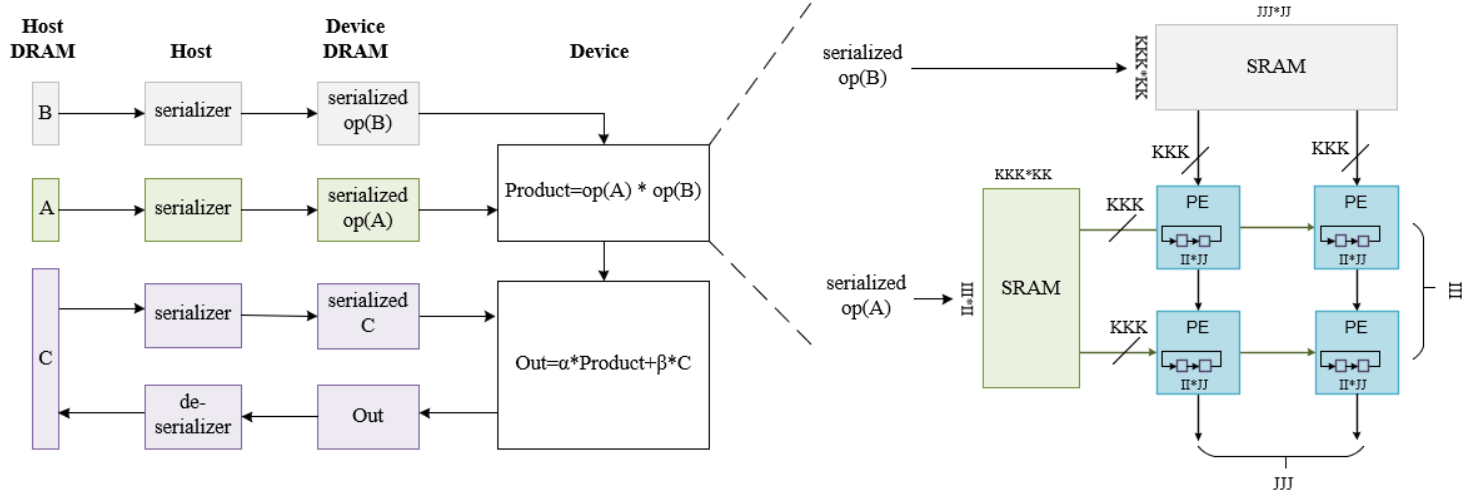 Host
DRAM
Host
Device
DRAM
Device
B
serializer
serialized
op(B)
A
serializer
serialized
op(A)
Product=op(A) * op(B)
C
serializer
serialized
C
Out=α*Product+β*C
de-
serializer
Out
serialized
op(B)
KKK*KK
JJJ*JJ
SRAM
KKK
KKK
serialized
op(A)
II*III
KKK*KK
SRAM
KKK
KKK
PE
II*JJ
PE
II*JJ
PE
II*JJ
PE
II*JJ
III
JJJ